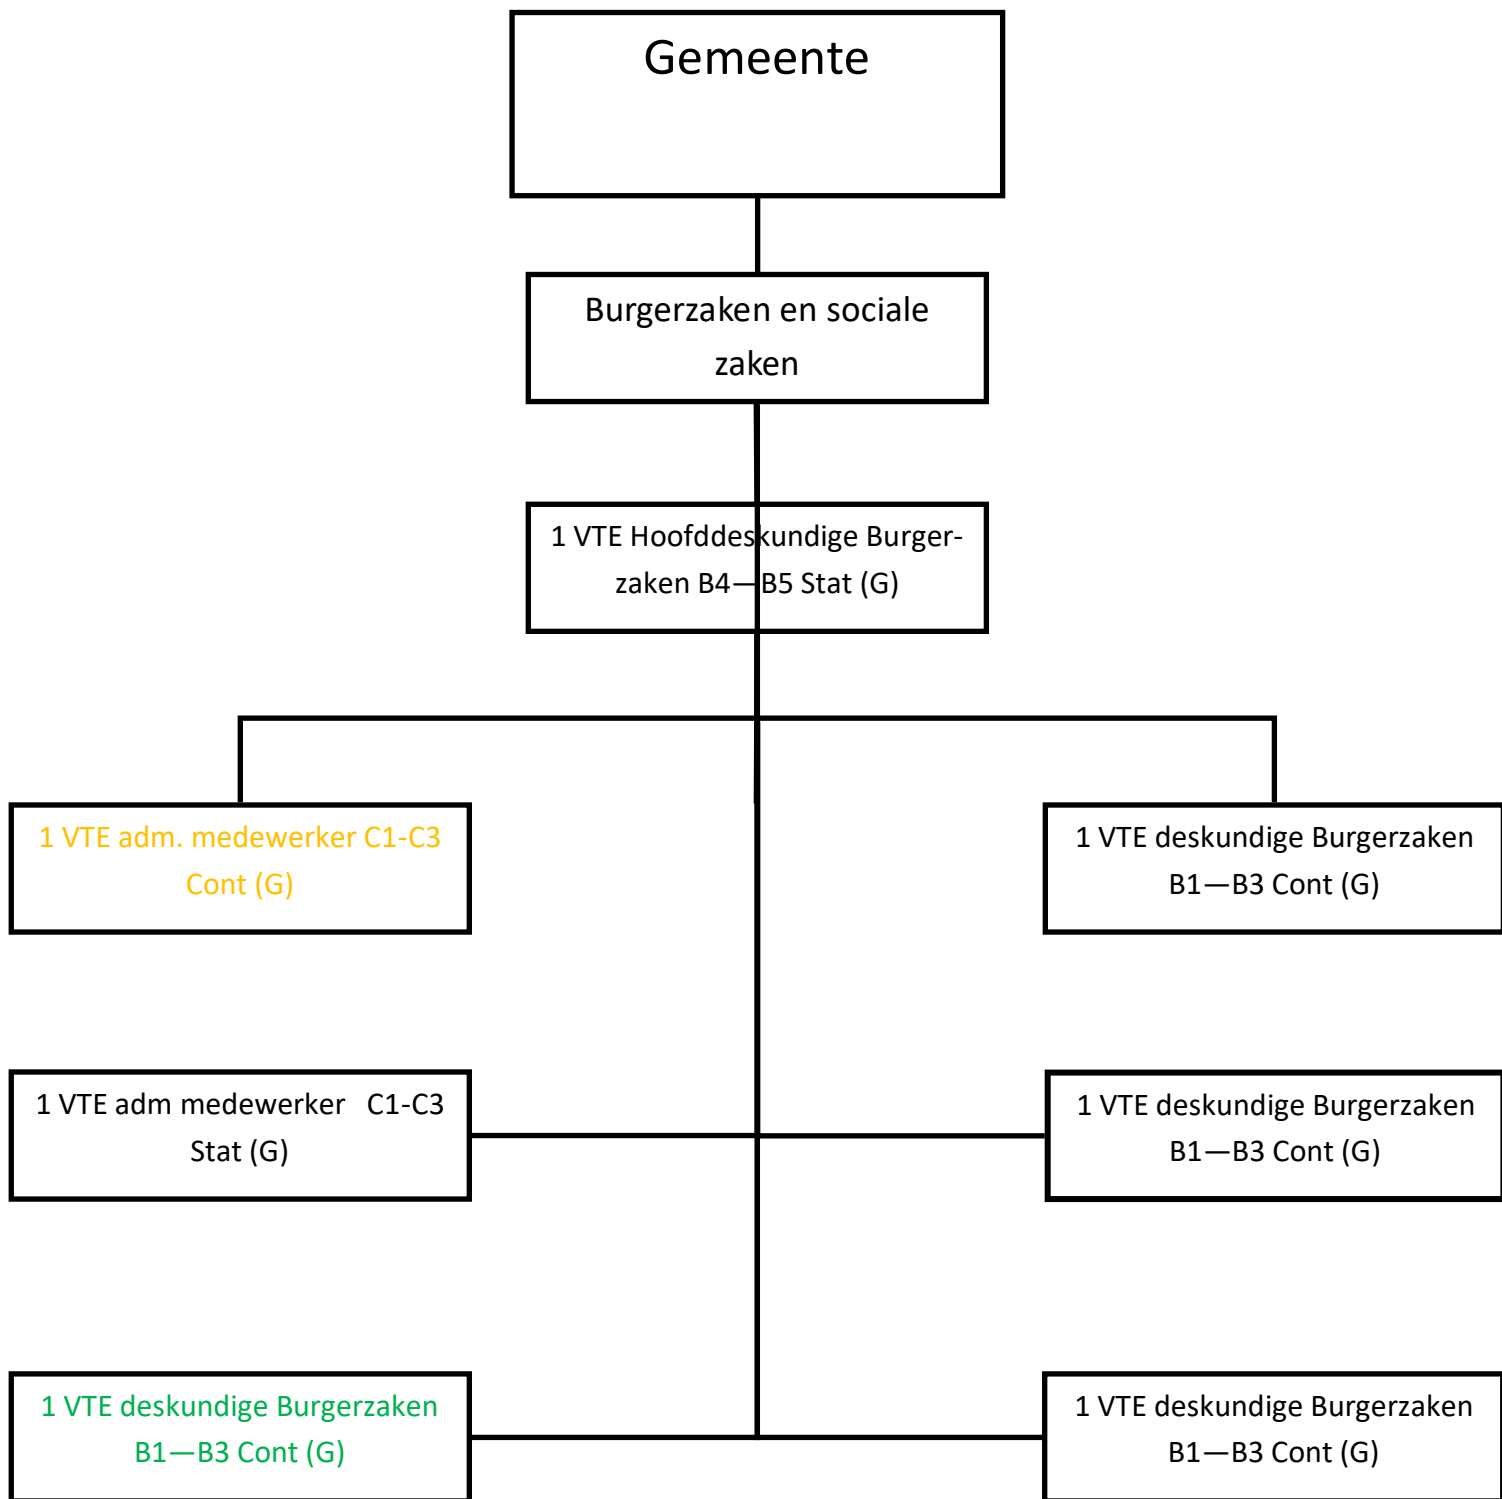 Gemeente
Burgerzaken en sociale
zaken
1 VTE Hoofddeskundige Burger-
zaken B4—B5 Stat (G)
1 VTE adm. medewerker C1-C3
Cont (G)
1 VTE deskundige Burgerzaken
B1—B3 Cont (G)
1 VTE adm medewerker   C1-C3
Stat (G)
1 VTE deskundige Burgerzaken
B1—B3 Cont (G)
1 VTE deskundige Burgerzaken
B1—B3 Cont (G)
1 VTE deskundige Burgerzaken
B1—B3 Cont (G)